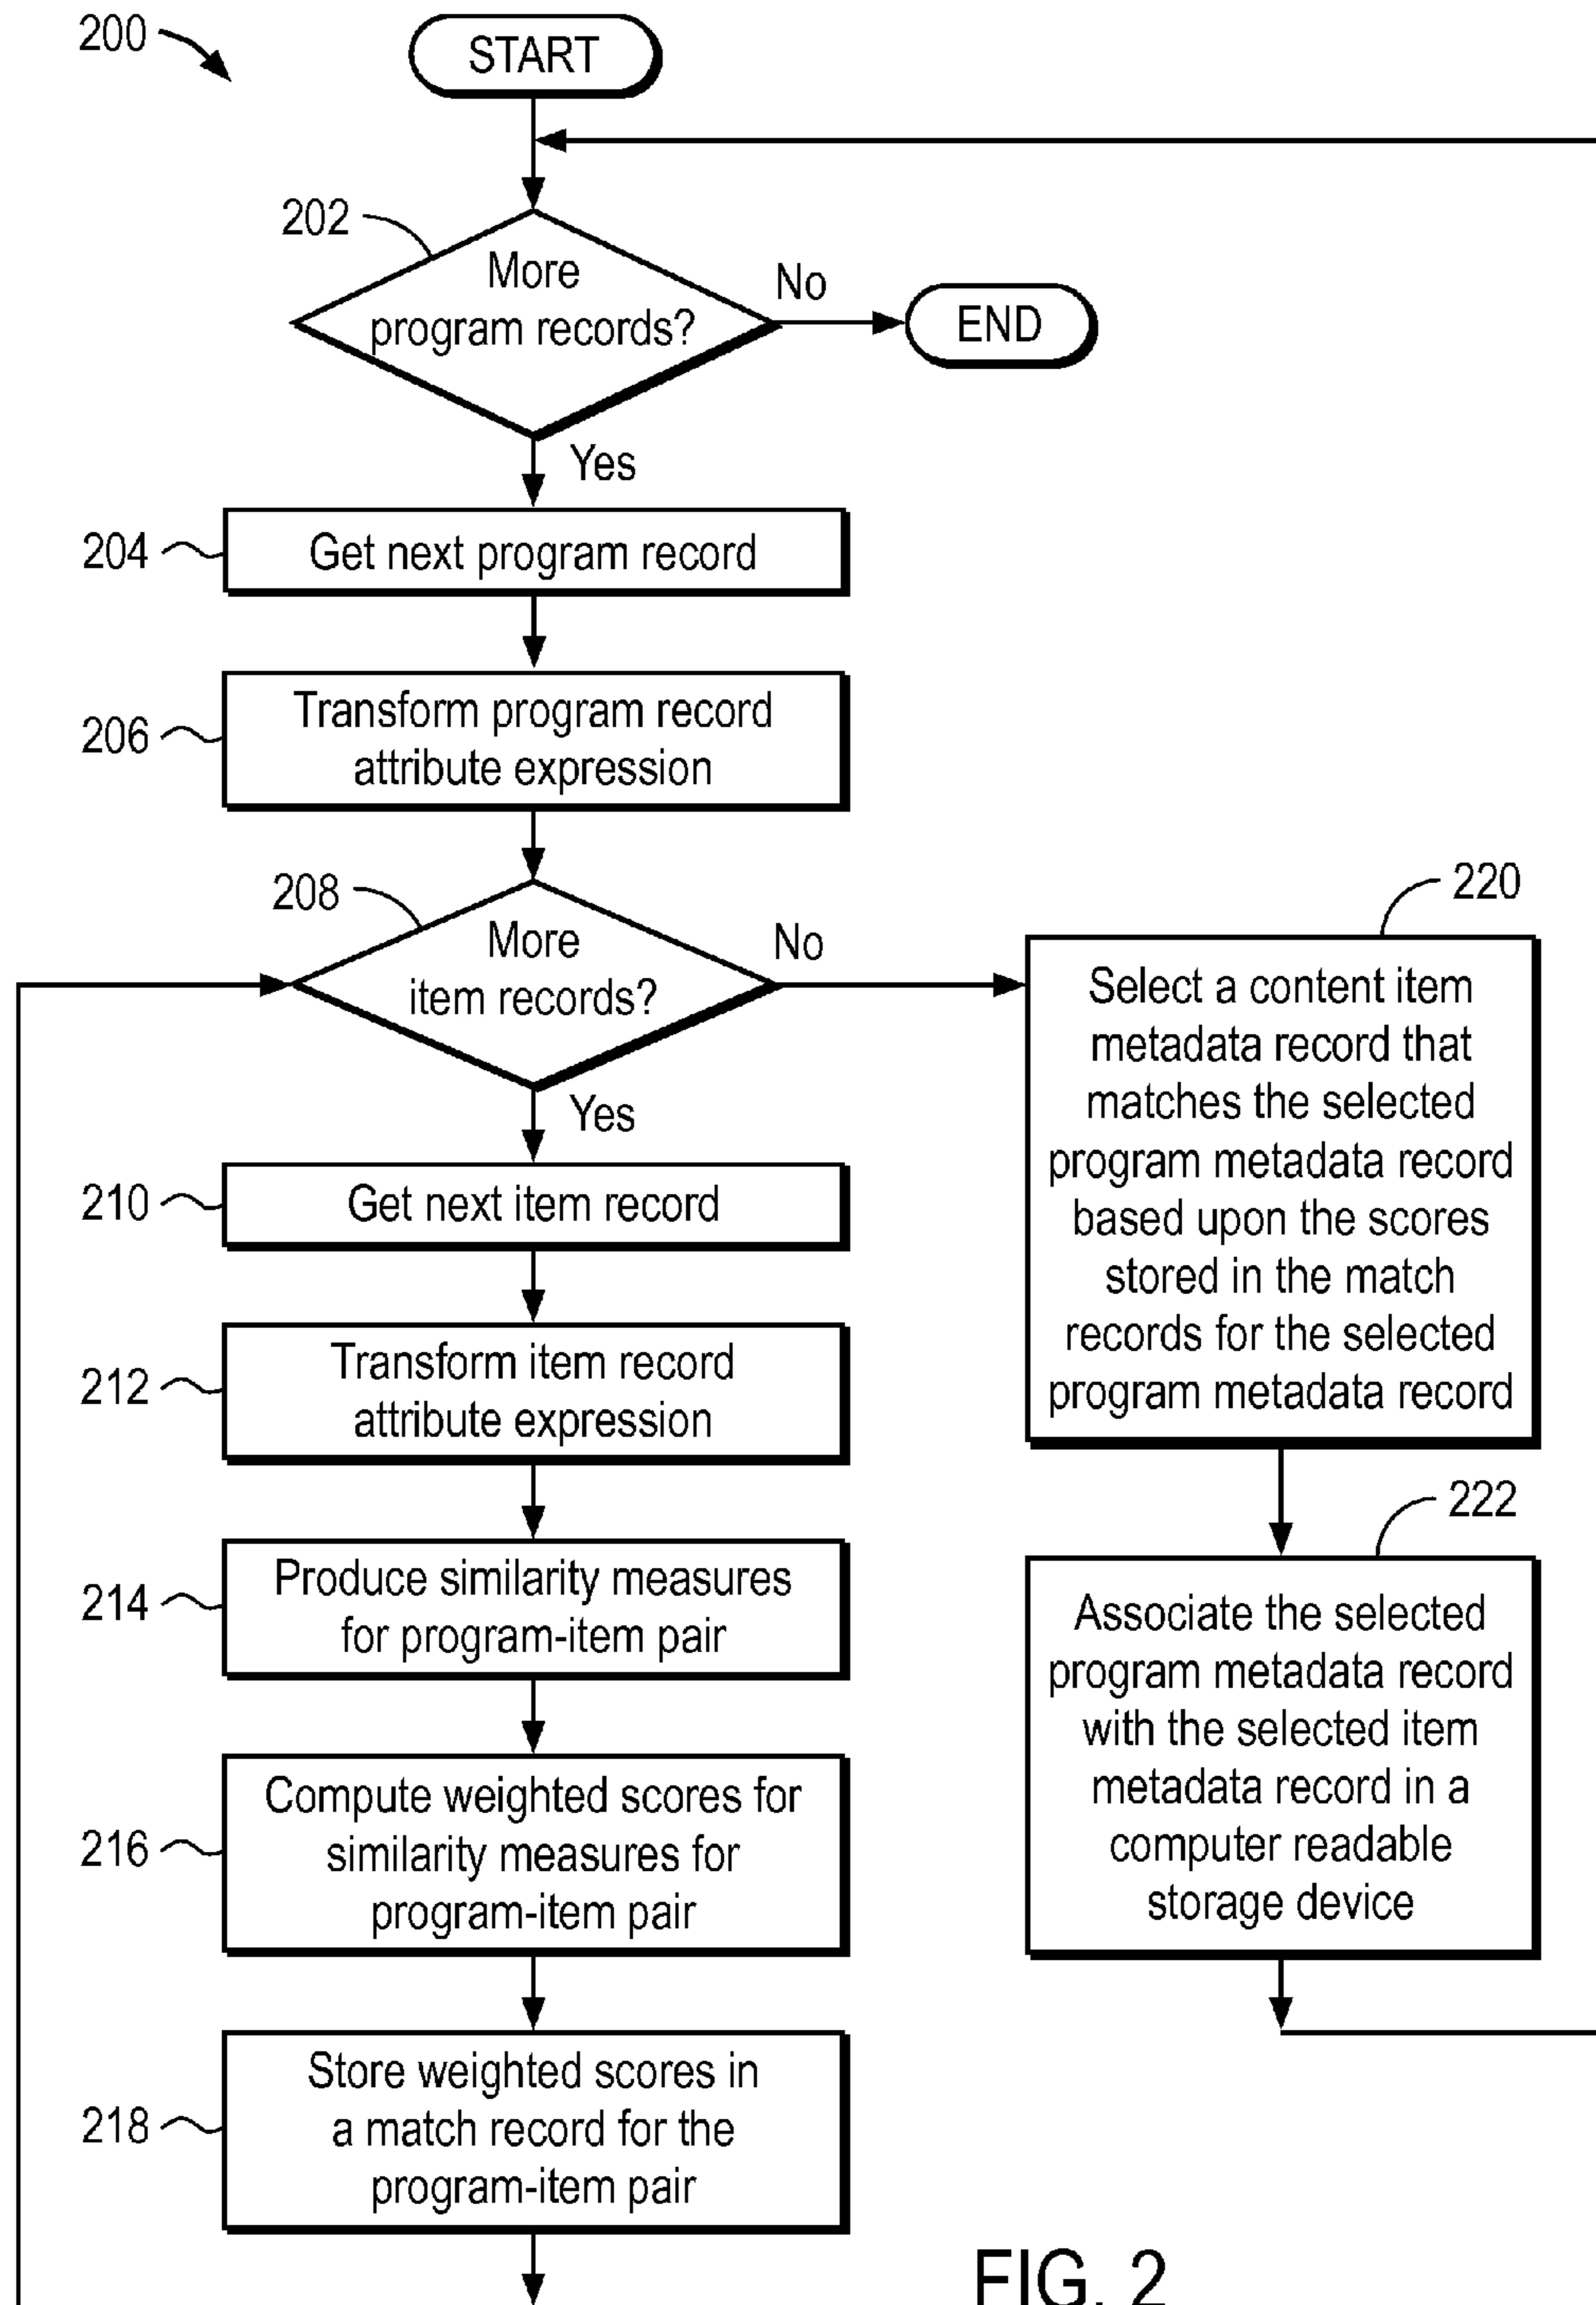 200
START
202
More
program records?
No
END
Yes
204
Get next program record
206
Transform program record
attribute expression
208
More
item records?
No
Yes
210
Get next item record
212
Transform item record
attribute expression
214
Produce similarity measures
for program-item pair
216
Compute weighted scores for
similarity measures for
program-item pair
218
Store weighted scores in
a match record for the
program-item pair
220
Select a content item
metadata record that
matches the selected
program metadata record
based upon the scores
stored in the match
records for the selected
program metadata record
222
Associate the selected
program metadata record
with the selected item
metadata record in a
computer readable
storage device
FIG. 2